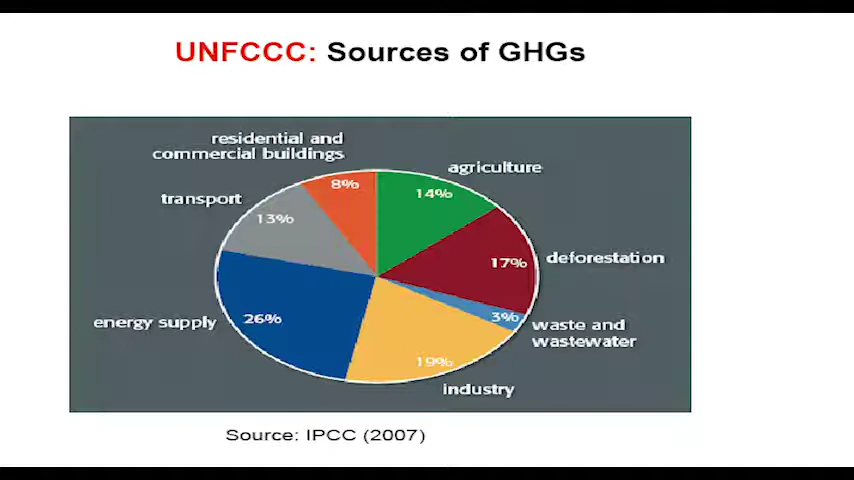 UNFCCC: Sources of GHGs
residential and
commercial buildings
8%
agriculture
14%
transport
13%
17%
deforestation
energy supply
26%
3%
waste and
wastewater
19%
industry
Source: IPCC (2007)